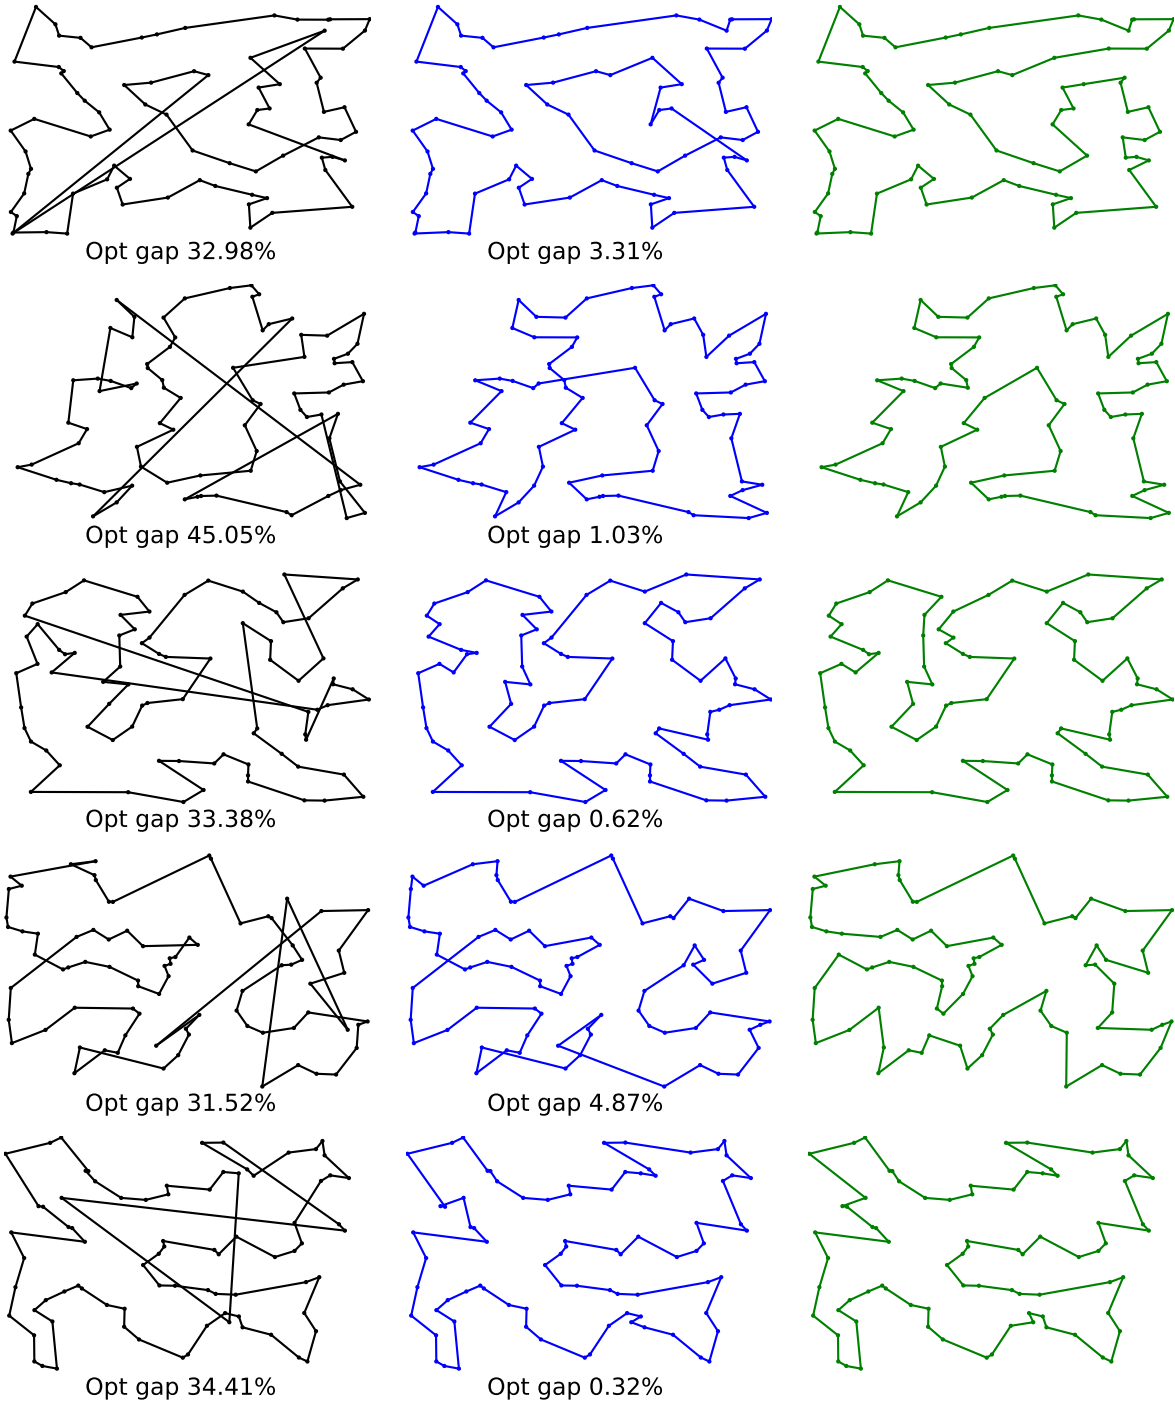 Opt gap 32.98%
Opt gap 3.31%
Opt gap 45.05%
Opt gap 1.03%
Opt gap 33.38%
Opt gap 0.62%
Opt gap 31.52%
Opt gap 4.87%
Opt gap 34.41%
Opt gap 0.32%